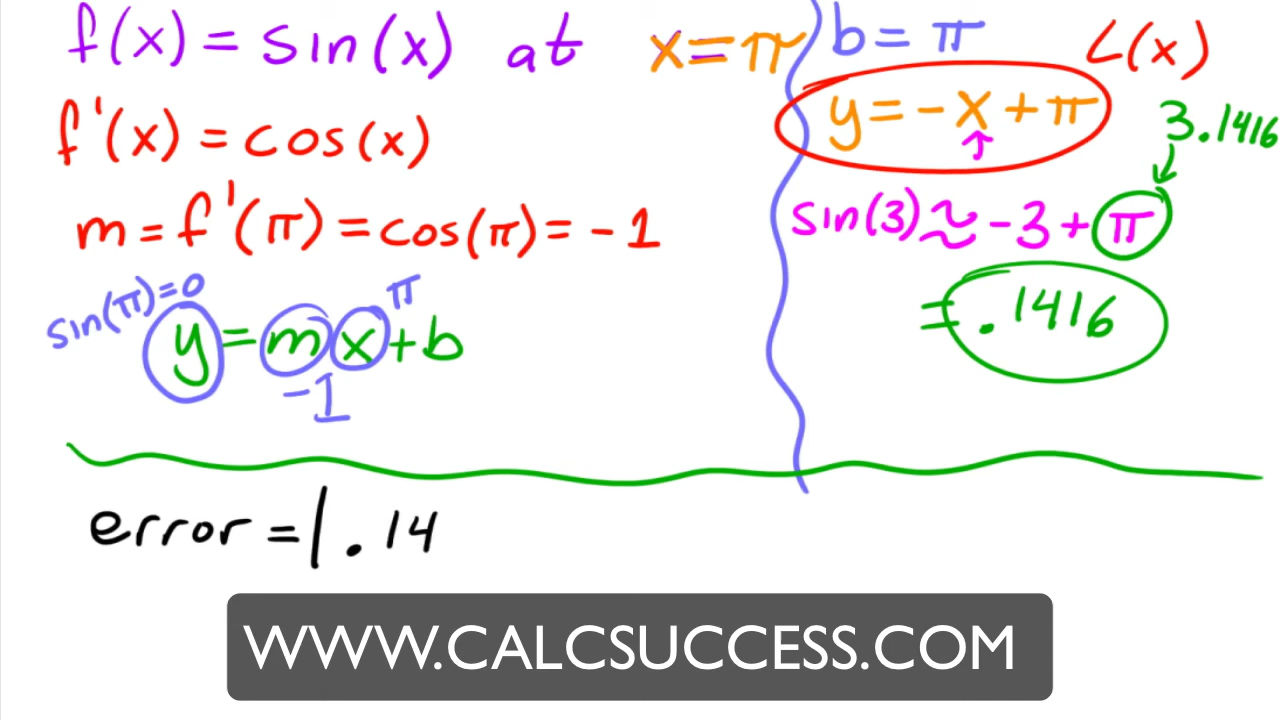 f(x) = sin(x) at x=π
f'(x) = cos(x)
m = f'(π) = cos(π) = -1
sin(π)=0
π
y = mx + b
-1
b = π
L(x)
y = -x + π
3.1416
sin(3) ≈ -3 + π
= .1416
error = |.14
WWW.CALCSUCCESS.COM